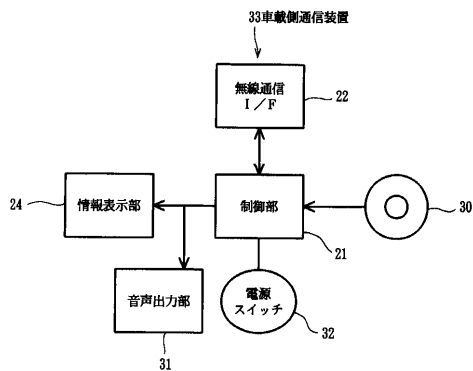 33車載側通信装置
無線通信
I/F
22
24
情報表示部
制御部
30
21
音声出力部
電源
スイッチ
32
31